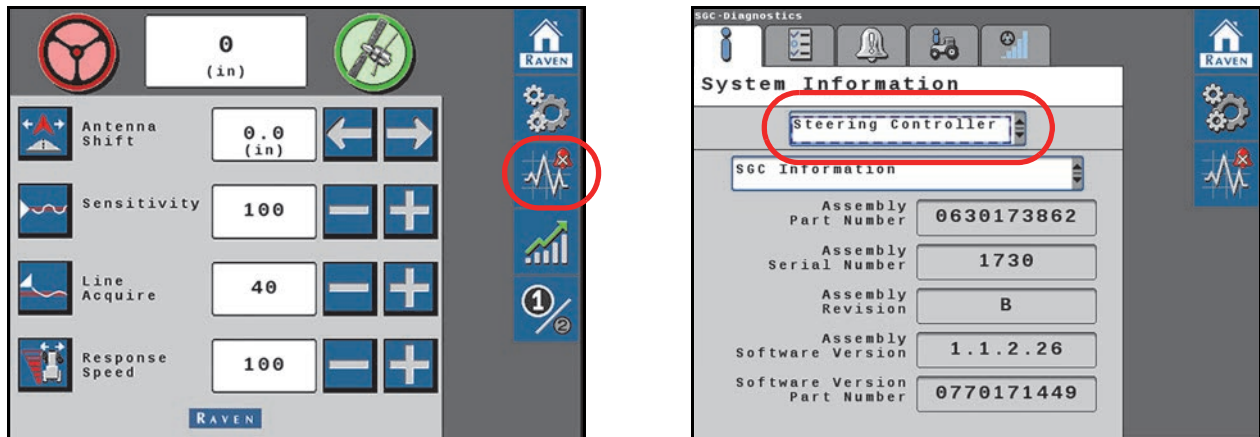 0
(in)
RAVEN
Antenna
Shift
0.0
(in)
Sensitivity
100
Line
Acquire
40
Response
Speed
100
1/2
RAVEN
SGC-Diagnostics
RAVEN
System Information
Steering Controller
SGC Information
Assembly
Part Number
0630173862
Assembly
Serial Number
1730
Assembly
Revision
B
Assembly
Software Version
1.1.2.26
Software Version
Part Number
0770171449